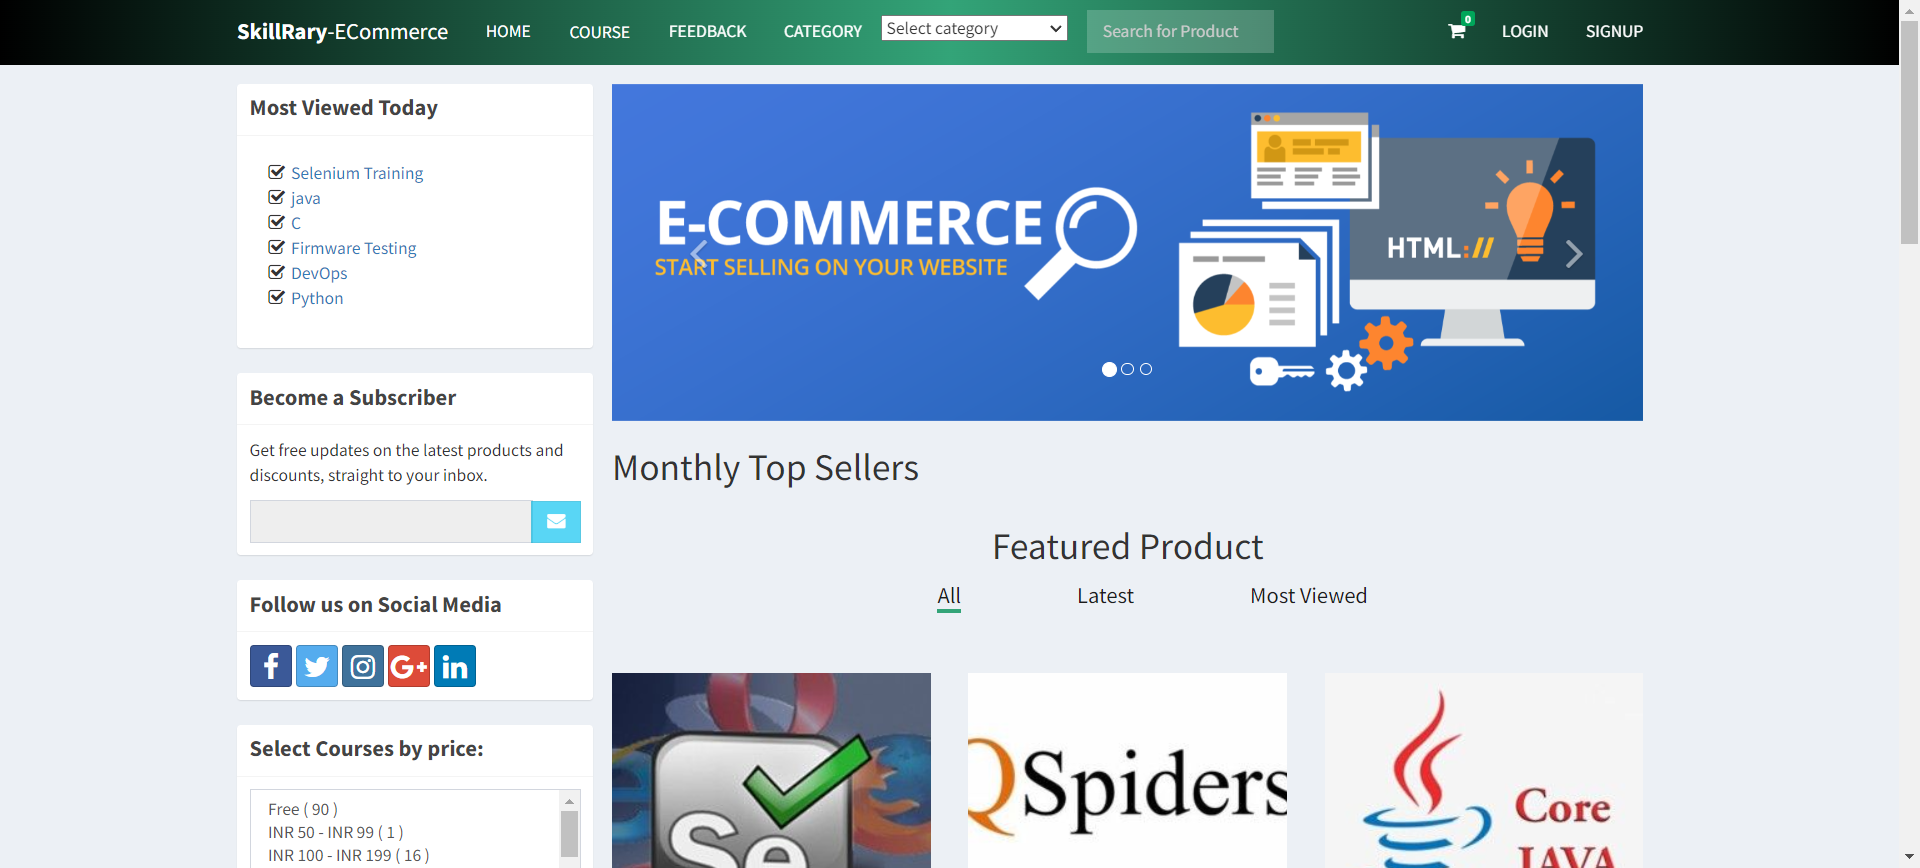 SkillRary-ECommerce HOME COURSE FEEDBACK CATEGORY Select category Search for Product 0 LOGIN SIGNUP
Most Viewed Today
Selenium Training
java
C
Firmware Testing
DevOps
Python
Become a Subscriber
Get free updates on the latest products and
discounts, straight to your inbox.
Follow us on Social Media
f G+ in
Select Courses by price:
Free ( 90 )
INR 50 - INR 99 ( 1 )
INR 100 - INR 199 ( 16 )
E-COMMERCE
START SELLING ON YOUR WEBSITE
HTML://
Monthly Top Sellers
Featured Product
All Latest Most Viewed
Se
QSpiders
Core
JAVA